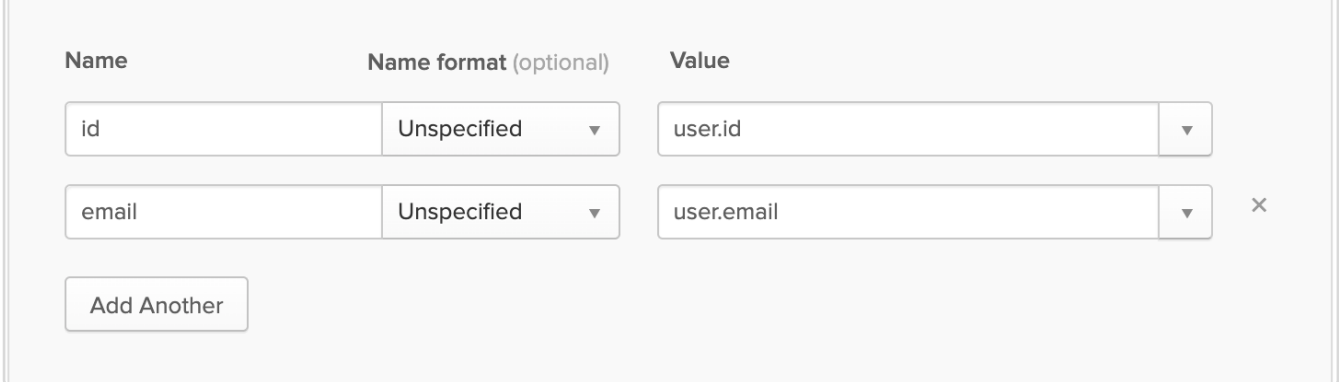 Name Name format (optional) Value
id Unspecified user.id
email Unspecified user.email
Add Another